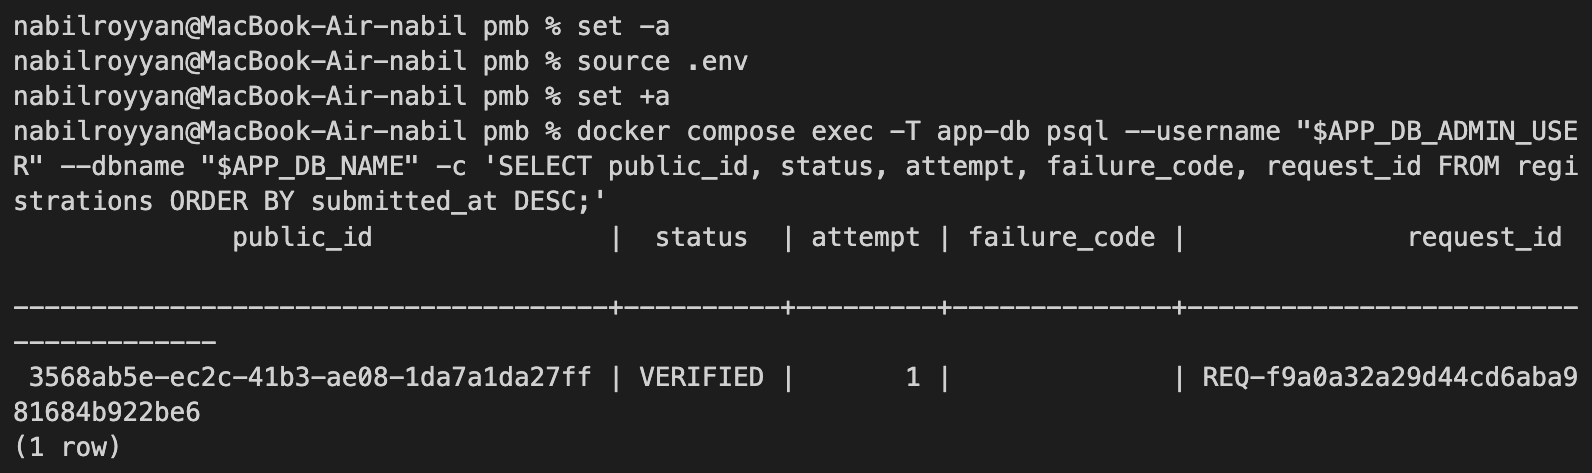 nabilroyyan@MacBook-Air-nabil pmb % set -a
nabilroyyan@MacBook-Air-nabil pmb % source .env
nabilroyyan@MacBook-Air-nabil pmb % set +a
nabilroyyan@MacBook-Air-nabil pmb % docker compose exec -T app-db psql --username "$APP_DB_ADMIN_USE
R" --dbname "$APP_DB_NAME" -c 'SELECT public_id, status, attempt, failure_code, request_id FROM regi
strations ORDER BY submitted_at DESC;'
              public_id               |  status  | attempt | failure_code |              request_id
--------------------------------------+----------+---------+--------------+-------------------------
-------------
 3568ab5e-ec2c-41b3-ae08-1da7a1da27ff | VERIFIED |       1 |              | REQ-f9a0a32a29d44cd6aba9
81684b922be6
(1 row)